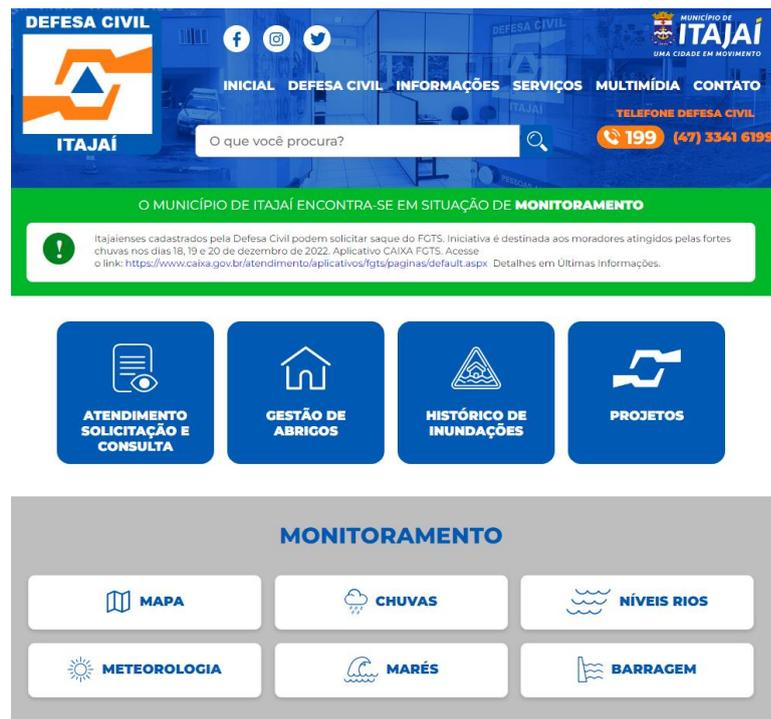 DEFESA CIVIL
ITAJAÍ
MUNICÍPIO DE
ITAJAÍ
UMA CIDADE EM MOVIMENTO
INICIAL DEFESA CIVIL INFORMAÇÕES SERVIÇOS MULTIMÍDIA CONTATO
TELEFONE DEFESA CIVIL
199 (47) 3341 6199
O que você procura?
DEFESA CIVIL
ITAJAÍ
O MUNICÍPIO DE ITAJAÍ ENCONTRA-SE EM SITUAÇÃO DE MONITORAMENTO
Itajaienses cadastrados pela Defesa Civil podem solicitar saque do FGTS. Iniciativa é destinada aos moradores atingidos pelas fortes
chuvas nos dias 18, 19 e 20 de dezembro de 2022. Aplicativo CAIXA FGTS. Acesse
o link: https://www.caixa.gov.br/atendimento/aplicativos/fgts/paginas/default.aspx Detalhes em Últimas Informações.
ATENDIMENTO
SOLICITAÇÃO E
CONSULTA
GESTÃO DE
ABRIGOS
HISTÓRICO DE
INUNDAÇÕES
PROJETOS
MONITORAMENTO
MAPA
CHUVAS
NÍVEIS RIOS
METEOROLOGIA
MARÉS
BARRAGEM